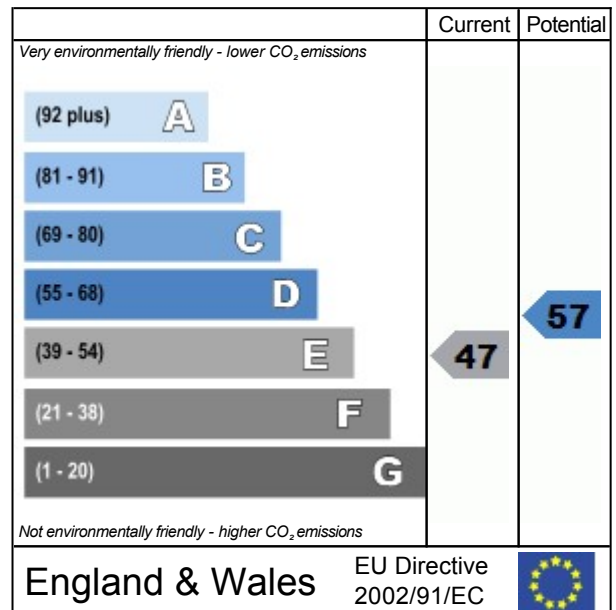 Current Potential
Very environmentally friendly - lower CO₂ emissions
(92 plus) A
(81 - 91) B
(69 - 80) C
(55 - 68) D
57
(39 - 54) E
47
(21 - 38) F
(1 - 20) G
Not environmentally friendly - higher CO₂ emissions
England & Wales
EU Directive
2002/91/EC